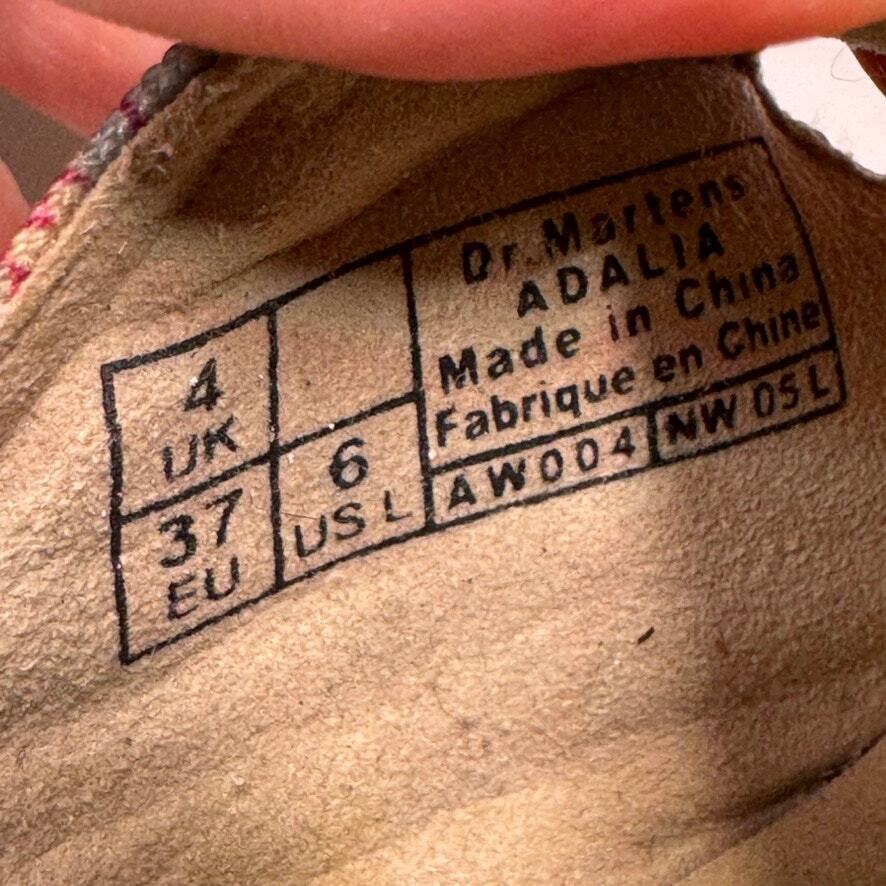 4
UK
37
EU
6
US L
Dr. Martens
ADALIA
Made in China
Fabrique en Chine
AW004
NW 05L